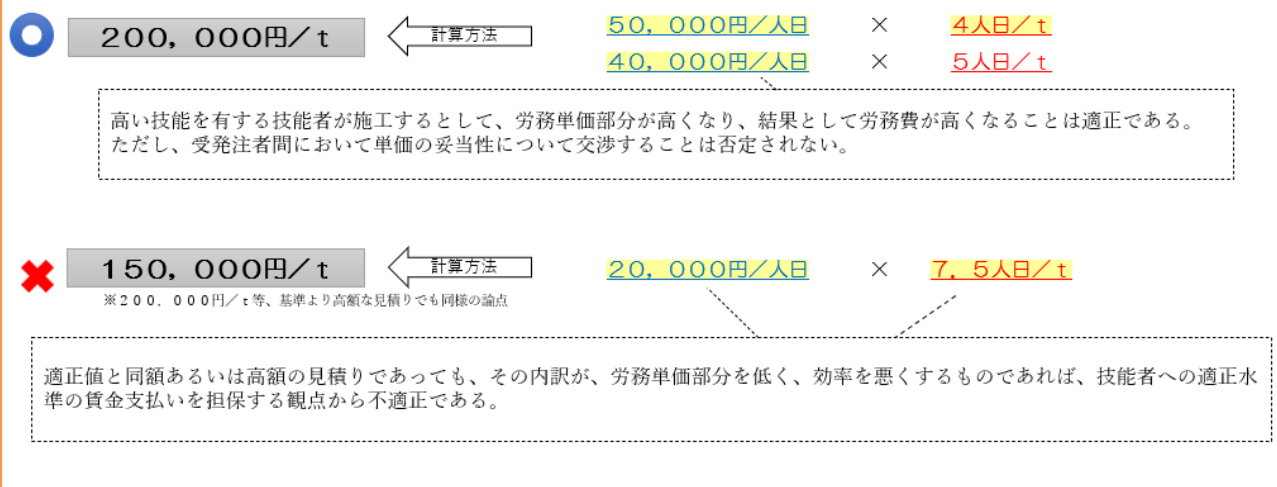 200，000円／t 計算方法 50，000円／人日 × 4人日／t
40，000円／人日 × 5人日／t
高い技能を有する技能者が施工するとして、労務単価部分が高くなり、結果として労務費が高くなることは適正である。
ただし、受発注者間において単価の妥当性について交渉することは否定されない。
150，000円／t 計算方法 20，000円／人日 × 7．5人日／t
※２００．０００円／t等、基準より高額な見積りでも同様の論点
適正値と同額あるいは高額の見積りであっても、その内訳が、労務単価部分を低く、効率を悪くするものであれば、技能者への適正水
準の賃金支払いを担保する観点から不適正である。